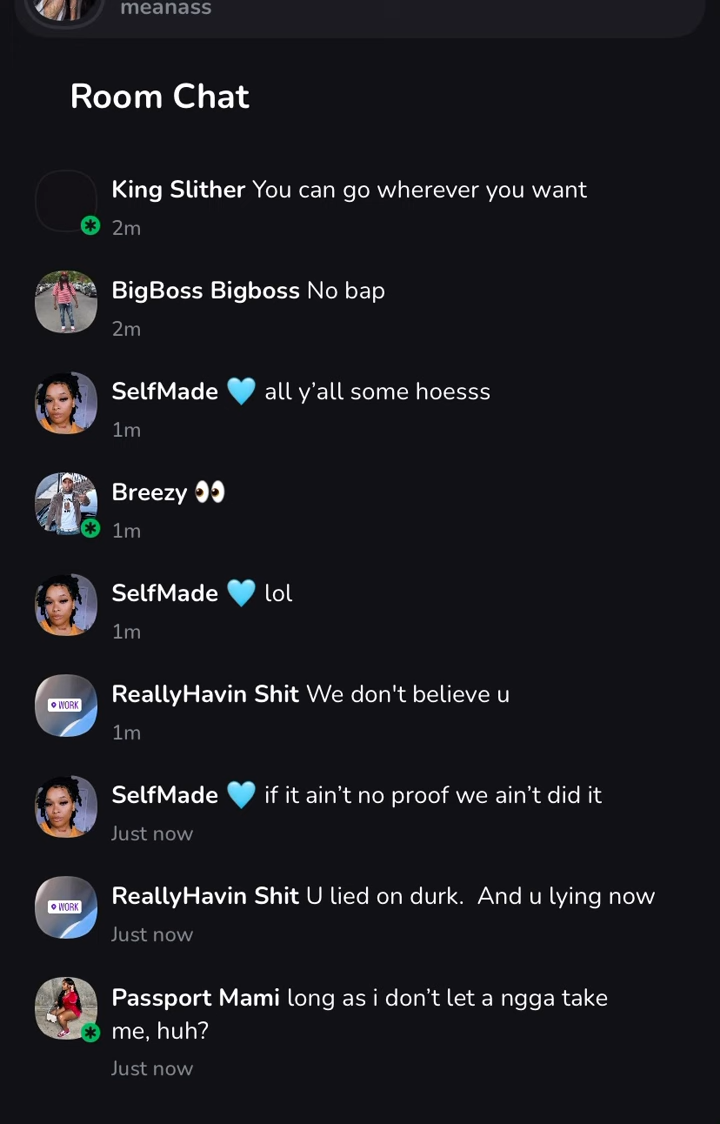 meanass
Room Chat
King Slither You can go wherever you want
2m
BigBoss Bigboss No bap
2m
SelfMade 🩵 all y’all some hoesss
1m
Breezy 👀
1m
SelfMade 🩵 lol
1m
WORK
ReallyHavin Shit We don't believe u
1m
SelfMade 🩵 if it ain’t no proof we ain’t did it
Just now
WORK
ReallyHavin Shit U lied on durk.  And u lying now
Just now
Passport Mami long as i don’t let a ngga take
me, huh?
Just now